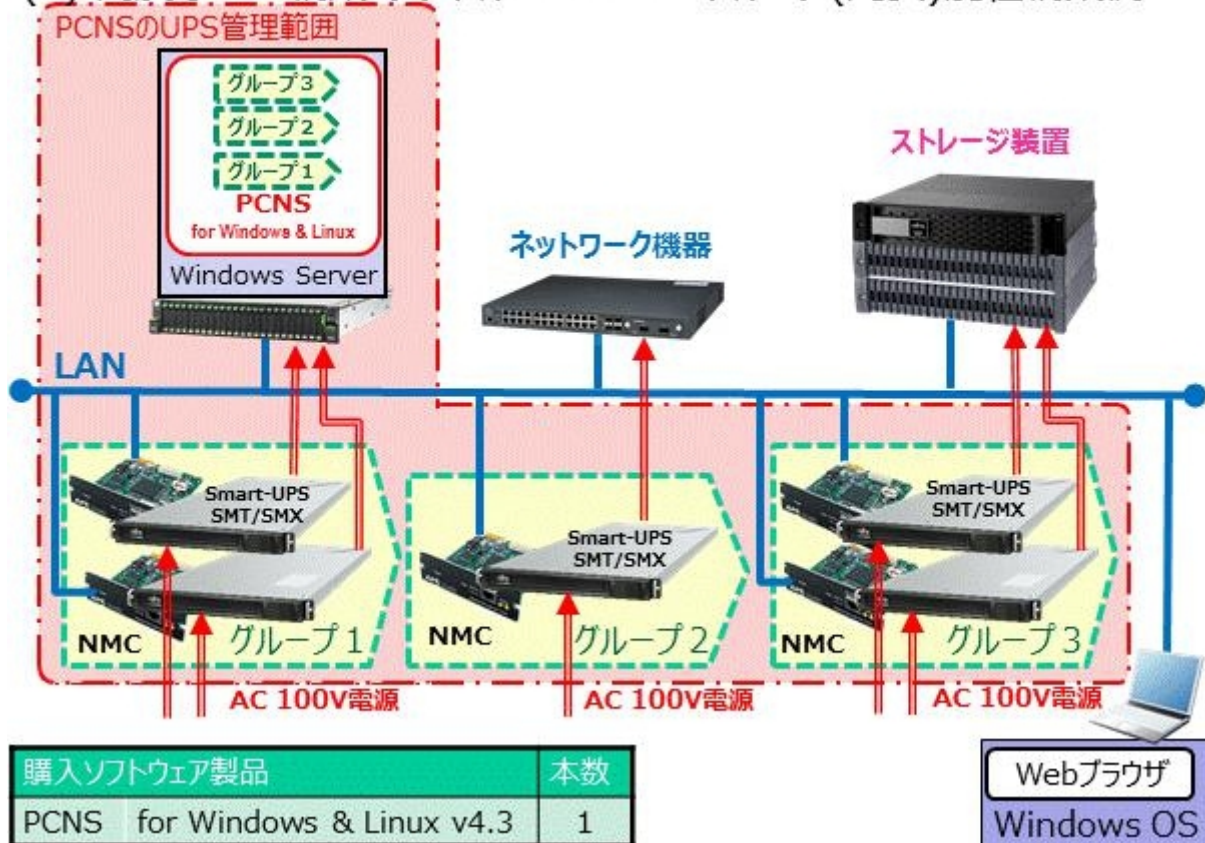 PCNSのUPS管理範囲
グループ3
グループ2
グループ1
PCNS
for Windows & Linux
Windows Server
ネットワーク機器
ストレージ装置
LAN
Smart-UPS
SMT/SMX
NMC
グループ1
Smart-UPS
SMT/SMX
NMC
グループ2
Smart-UPS
SMT/SMX
NMC
グループ3
AC 100V電源
AC 100V電源
AC 100V電源
購入ソフトウェア製品 本数
PCNS for Windows & Linux v4.3 1
Webブラウザ
Windows OS